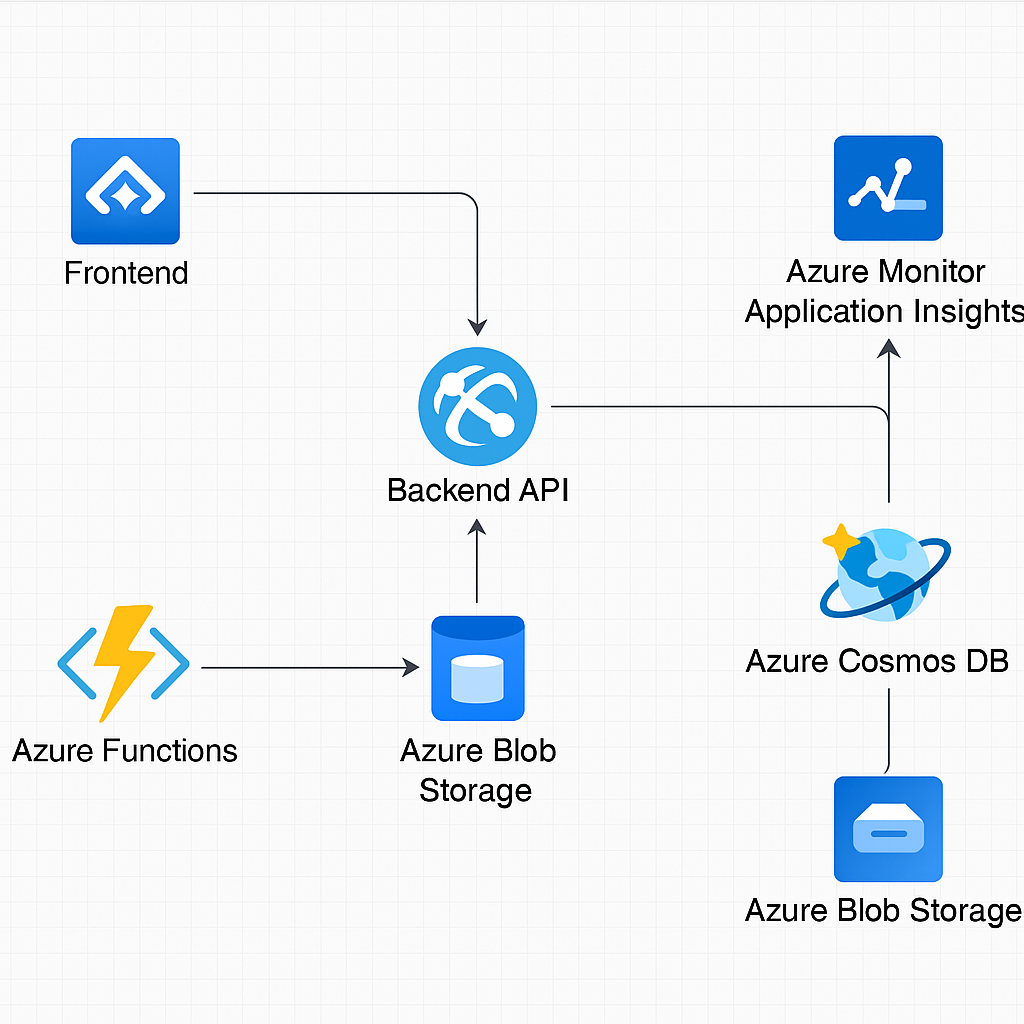 Frontend
Azure Monitor
Application Insights
Backend API
Azure Cosmos DB
Azure Functions
Azure Blob
Storage
Azure Blob Storage